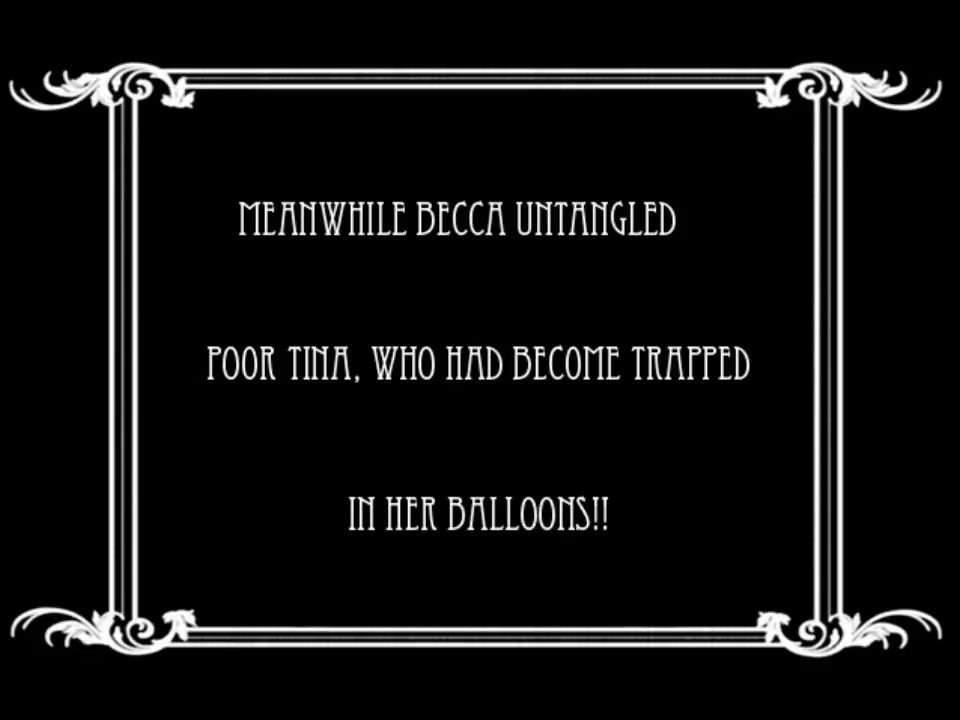 MEANWHILE BECCA UNTANGLED
POOR TINA, WHO HAD BECOME TRAPPED
IN HER BALLOONS!!